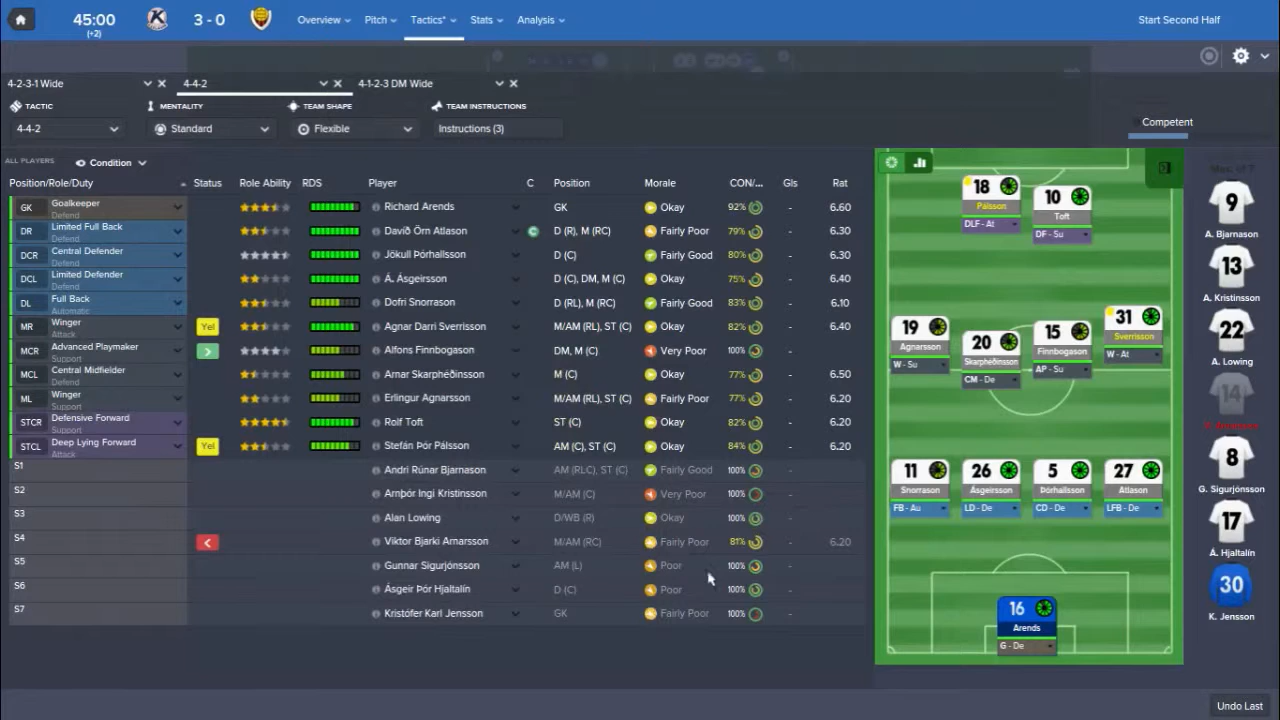 45:00
(+2)
3 - 0
Overview Pitch Tactics* Stats Analysis
Start Second Half
4-2-3-1 Wide 4-4-2 4-1-2-3 DM Wide
TACTIC MENTALITY TEAM SHAPE TEAM INSTRUCTIONS
4-4-2 Standard Flexible Instructions (3)
Competent
ALL PLAYERS Condition
Position/Role/Duty Status Role Ability RDS Player C Position Morale CON/... Gls Rat
GK Goalkeeper Defend Richard Arends GK Okay 92% - 6.60
DR Limited Full Back Defend Davíð Örn Atlason C D (R), M (RC) Fairly Poor 79% - 6.30
DCR Central Defender Defend Jökull Þórhallsson D (C) Fairly Good 80% - 6.30
DCL Limited Defender Defend Á. Ásgeirsson D (C), DM, M (C) Okay 75% - 6.40
DL Full Back Automatic Dofri Snorrason D (RL), M (RC) Fairly Good 83% - 6.10
MR Winger Attack Yel Agnar Darri Sverrisson M/AM (RL), ST (C) Okay 82% - 6.40
MCR Advanced Playmaker Support Alfons Finnbogason DM, M (C) Very Poor 100% -
MCL Central Midfielder Defend Arnar Skarphéðinsson M (C) Okay 77% - 6.50
ML Winger Support Erlingur Agnarsson M/AM (RL), ST (C) Fairly Poor 77% - 6.20
STCR Defensive Forward Support Rolf Toft ST (C) Okay 82% - 6.20
STCL Deep Lying Forward Attack Yel Stefán Þór Pálsson AM (C), ST (C) Okay 84% - 6.20
S1 Andri Rúnar Bjarnason AM (RLC), ST (C) Fairly Good 100% -
S2 Arnþór Ingi Kristinsson M/AM (C) Very Poor 100% -
S3 Alan Lowing D/WB (R) Okay 100% -
S4 Viktor Bjarki Arnarsson M/AM (RC) Fairly Poor 81% - 6.20
S5 Gunnar Sigurjónsson AM (L) Poor 100% -
S6 Ásgeir Þór Hjaltalín D (C) Poor 100% -
S7 Kristófer Karl Jensson GK Fairly Poor 100% -
18 10
Pálsson Toft
DLF - At DF - Su
19 20 15 31
Agnarsson Skarphéðinsson Finnbogason Sverrisson
W - Su CM - De AP - Su W - At
11 26 5 27
Snorrason Ásgeirsson Þórhallsson Atlason
FB - Au LD - De CD - De LFB - De
16
Arends
G - De
Max. of 7
9
A. Bjarnason
13
A. Kristinsson
22
A. Lowing
14
8
G. Sigurjónsson
17
Á. Hjaltalín
30
K. Jensson
Undo Last